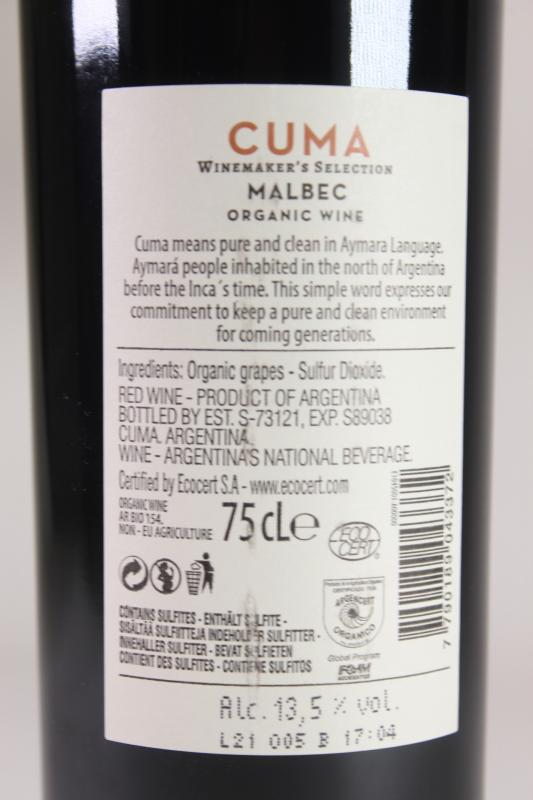 CUMA
WINEMAKER'S SELECTION
MALBEC
ORGANIC WINE
Cuma means pure and clean in Aymara Language.
Aymará people inhabited in the north of Argentina
before the Inca´s time. This simple word expresses our
commitment to keep a pure and clean environment
for coming generations.
Ingredients: Organic grapes - Sulfur Dioxide.
RED WINE - PRODUCT OF ARGENTINA
BOTTLED BY EST. S-73121, EXP. S89038
CUMA. ARGENTINA.
WINE - ARGENTINA'S NATIONAL BEVERAGE.
Certified by Ecocert S.A - www.ecocert.com
ORGANIC WINE
AR BIO 154.
NON - EU AGRICULTURE
75 cL e
ECO
CERT
ARGENCERT
ORGANICO
Global Program
IFOAM
ACCREDITED
7 790189 043372
CONTAINS SULFITES - ENTHÄLT SULFITE -
SISÄLTÄÄ SULFIITTEJA INDEHOLDER SULFITTER -
INNEHALLER SULFITER - BEVAT SULFIETEN
CONTIENT DES SULFITES - CONTIENE SULFITOS
Alc. 13,5 % vol.
L21 005 B 17:04